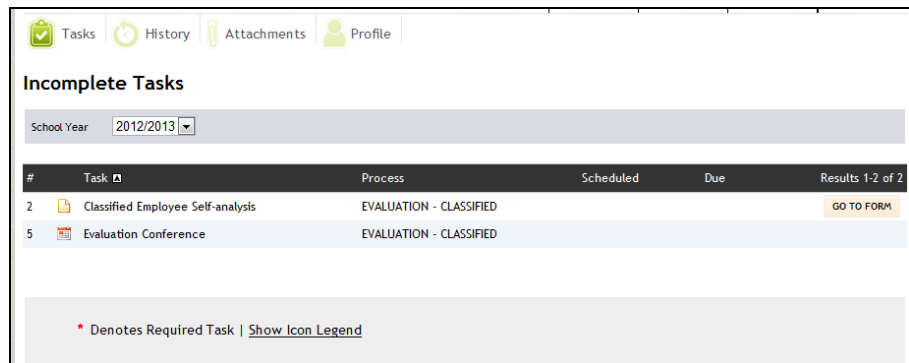 Tasks History Attachments Profile
Incomplete Tasks
School Year 2012/2013
# Task Process Scheduled Due Results 1-2 of 2
2 Classified Employee Self-analysis EVALUATION - CLASSIFIED GO TO FORM
5 Evaluation Conference EVALUATION - CLASSIFIED
* Denotes Required Task | Show Icon Legend